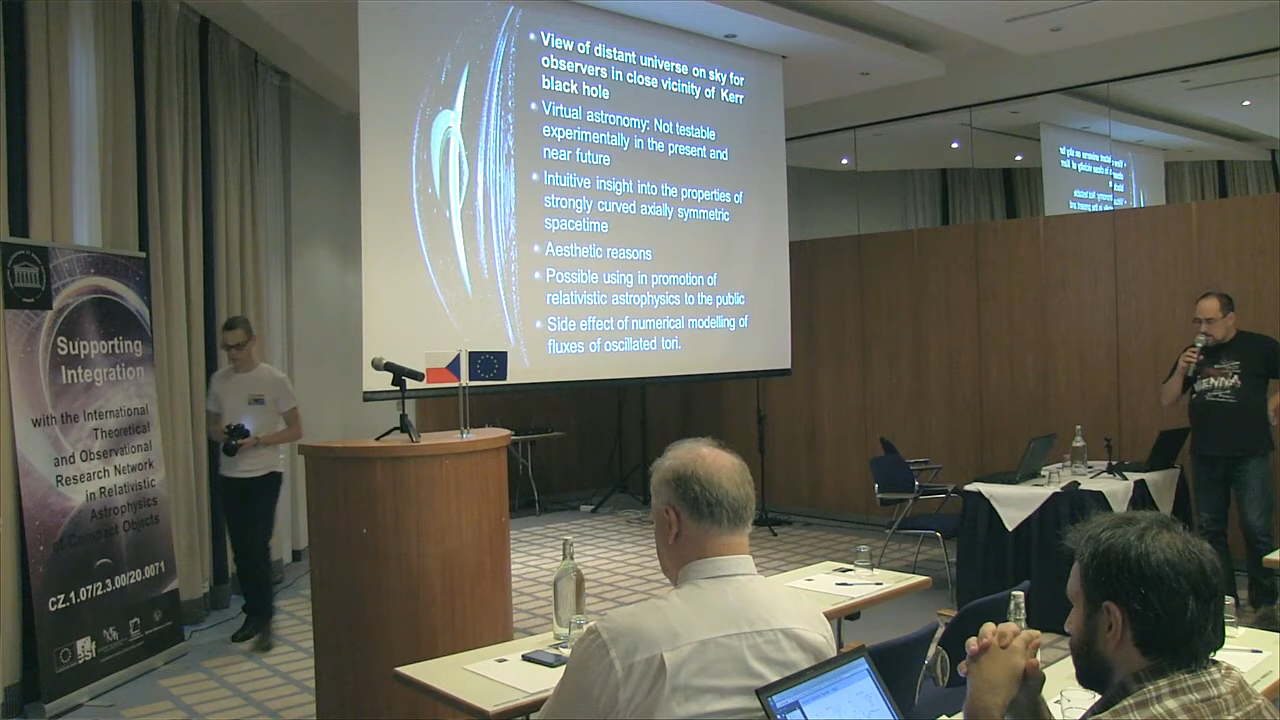 View of distant universe on sky for
observers in close vicinity of Kerr
black hole
Virtual astronomy: Not testable
experimentally in the present and
near future
Intuitive insight into the properties of
strongly curved axially symmetric
spacetime
Aesthetic reasons
Possible using in promotion of
relativistic astrophysics to the public
Side effect of numerical modelling of
fluxes of oscillated tori.
Supporting
Integration
with the International
Theoretical
and Observational
Research Network
in Relativistic
Astrophysics
of Compact Objects
CZ.1.07/2.3.00/20.0071
esf